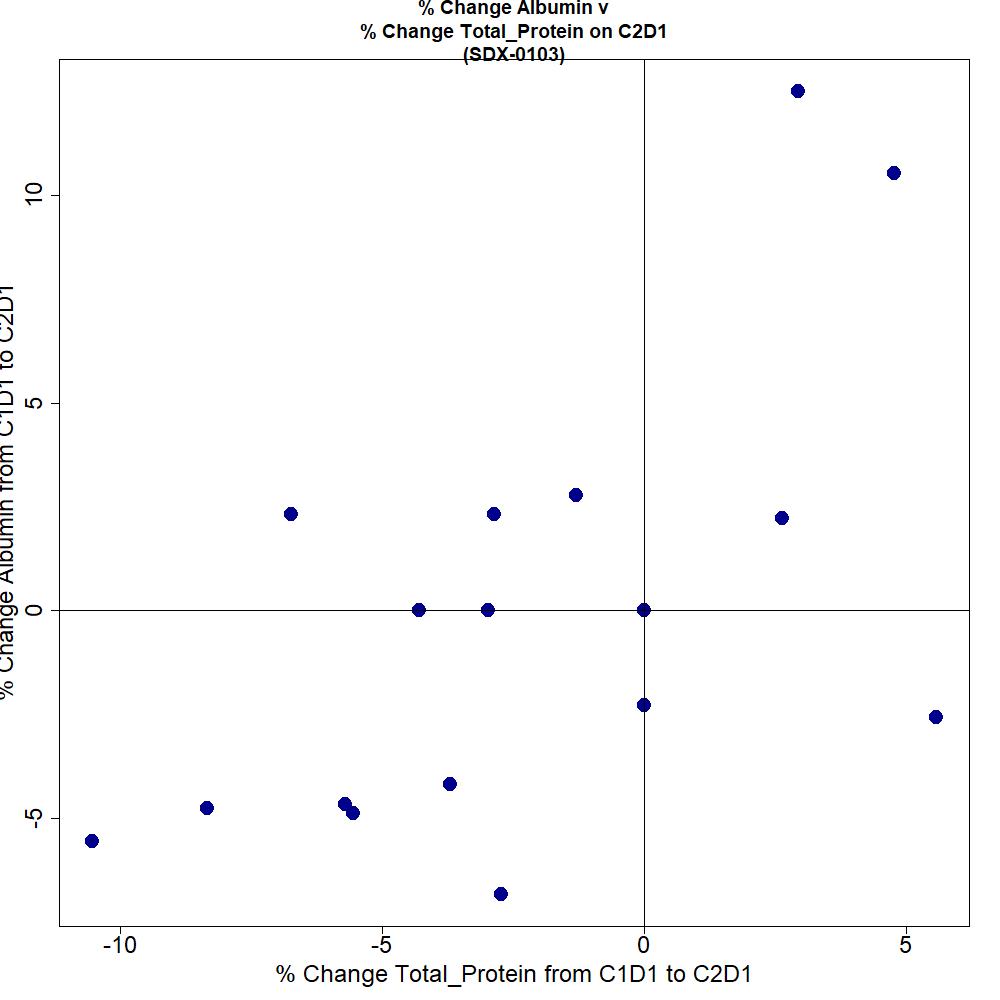 % Change Albumin v
% Change Total_Protein on C2D1
(SDX-0103)
% Change Albumin from C1D1 to C2D1
10
5
0
-5
-10
-5
0
5
% Change Total_Protein from C1D1 to C2D1